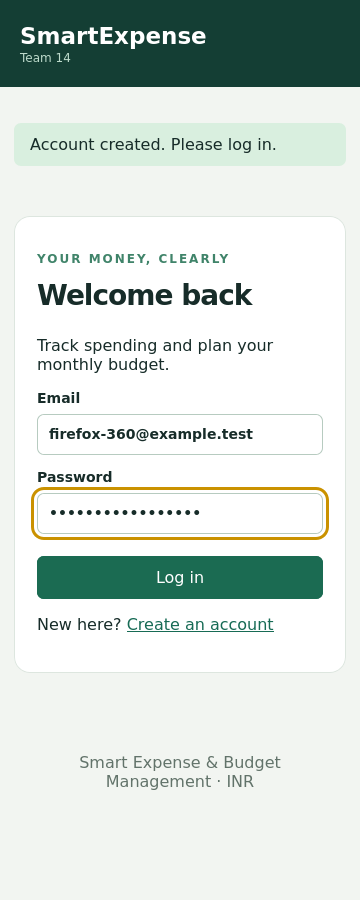 SmartExpense
Team 14
Account created. Please log in.
YOUR MONEY, CLEARLY
Welcome back
Track spending and plan your
monthly budget.
Email
firefox-360@example.test
Password
•••••••••••••••••
Log in
New here? Create an account
Smart Expense & Budget
Management · INR